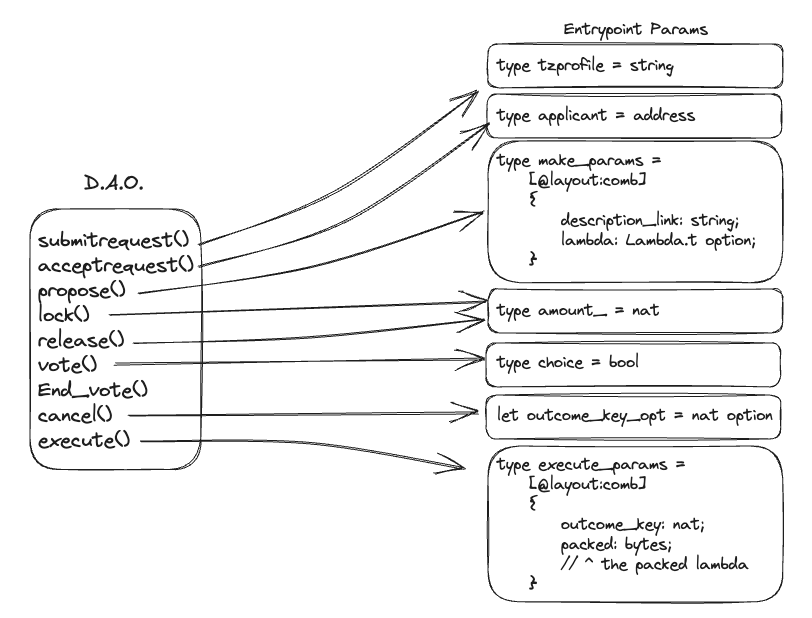 Entrypoint Params
type tzprofile = string
type applicant = address
type make_params =
[@layout:comb]
{
description_link: string;
lambda: Lambda.t option;
}
type amount_ = nat
type choice = bool
let outcome_key_opt = nat option
type execute_params =
[@layout:comb]
{
outcome_key: nat;
packed: bytes;
// ^ the packed lambda
}
D.A.O.
submitrequest()
acceptrequest()
propose()
lock()
release()
vote()
End_vote()
cancel()
execute()